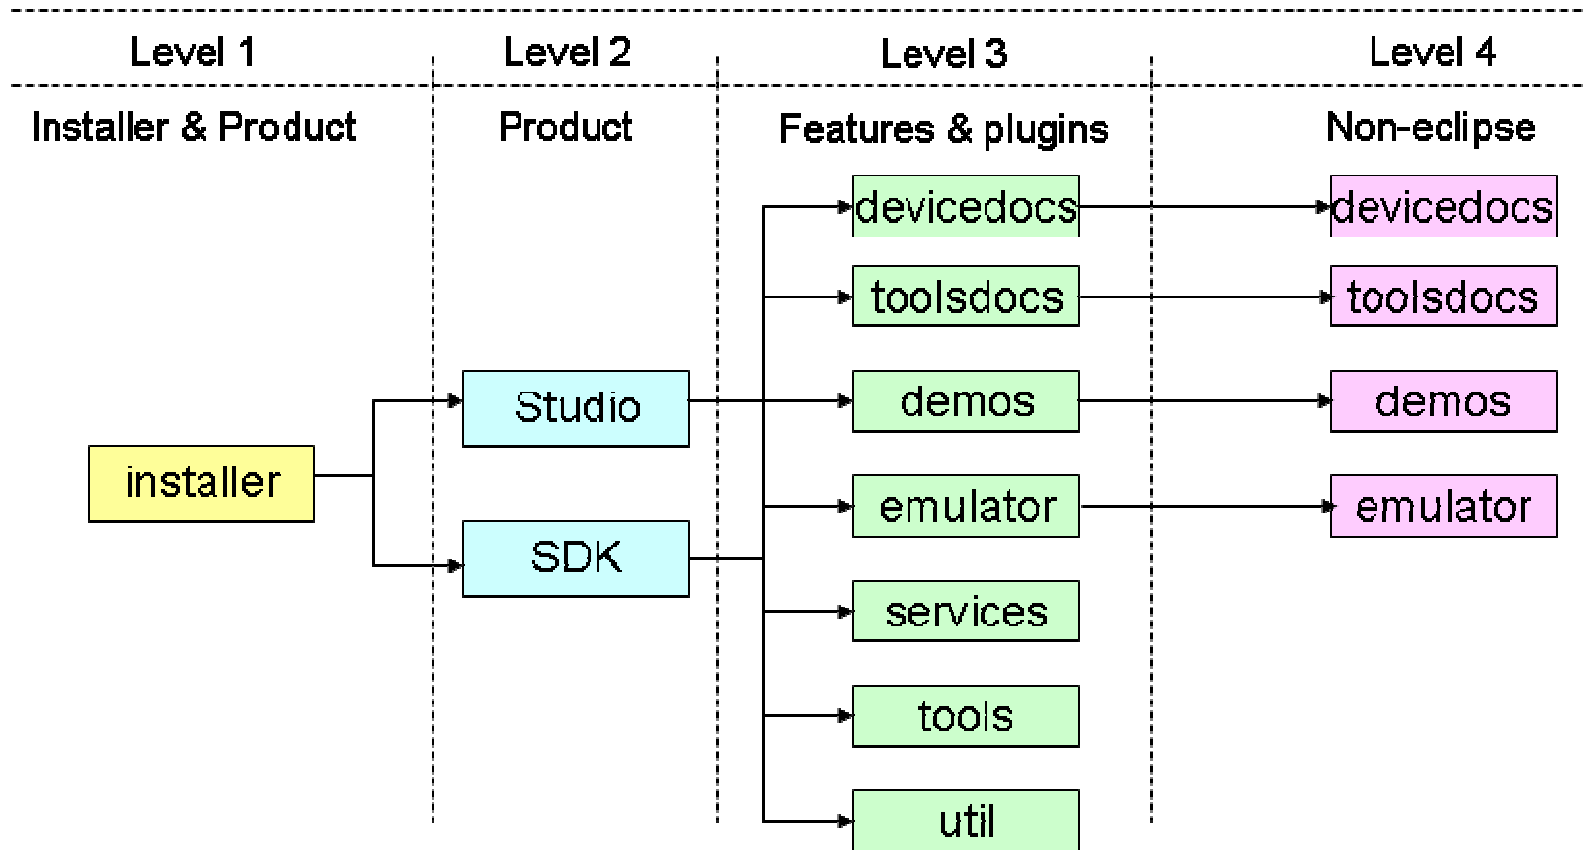 Level 1 Level 2 Level 3 Level 4
Installer & Product Product Features & plugins Non-eclipse
devicedocs devicedocs
toolsdocs toolsdocs
Studio demos demos
installer
emulator emulator
SDK
services
tools
util